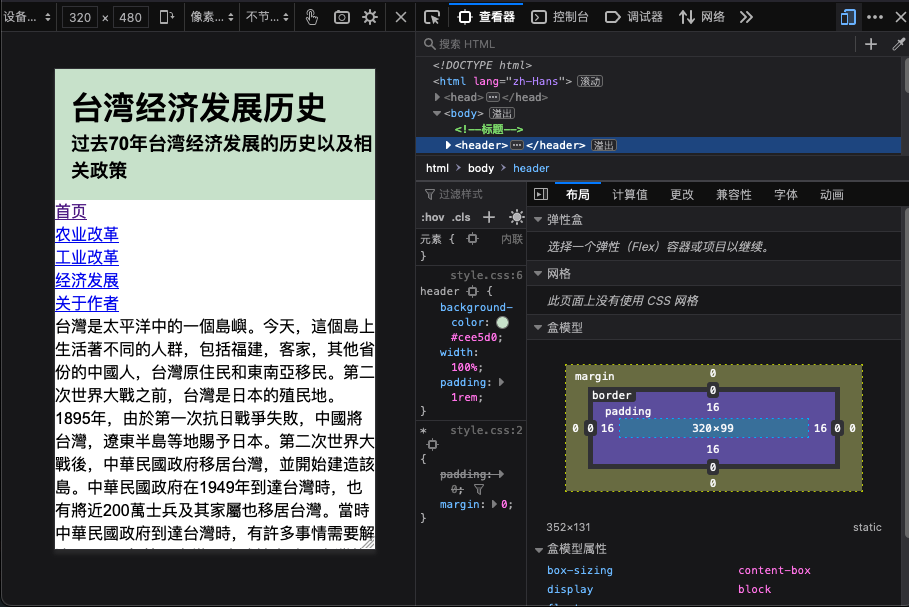 设备...
320 × 480
像素...
不节...
查看器
控制台
调试器
网络
台湾经济发展历史
过去70年台湾经济发展的历史以及相
关政策
首页
农业改革
工业改革
经济发展
关于作者
台灣是太平洋中的一個島嶼。今天，這個島上
生活著不同的人群，包括福建，客家，其他省
份的中國人，台灣原住民和東南亞移民。第二
次世界大戰之前，台灣是日本的殖民地。
1895年，由於第一次抗日戰爭失敗，中國將
台灣，遼東半島等地賜予日本。第二次世界大
戰後，中華民國政府移居台灣，並開始建造該
島。中華民國政府在1949年到達台灣時，也
有將近200萬士兵及其家屬也移居台灣。當時
中華民國政府到達台灣時，有許多事情需要解
搜索 HTML
<!DOCTYPE html>
<html lang="zh-Hans"> 滚动
<head>⋯</head>
<body> 溢出
<!--标题-->
<header>⋯</header> 溢出
html > body > header
过滤样式
:hov .cls +
元素 { 内联
}
style.css:6
header {
background-
color: #cee5d0;
width:
100%;
padding:
1rem;
}
* style.css:2
{
padding:
0;
margin: 0;
}
布局
计算值
更改
兼容性
字体
动画
弹性盒
选择一个弹性（Flex）容器或项目以继续。
网格
此页面上没有使用 CSS 网格
盒模型
margin 0
border 0
padding 16
0 0 16 320×99 16 0 0
16
0
0
352×131 static
盒模型属性
box-sizing content-box
display block